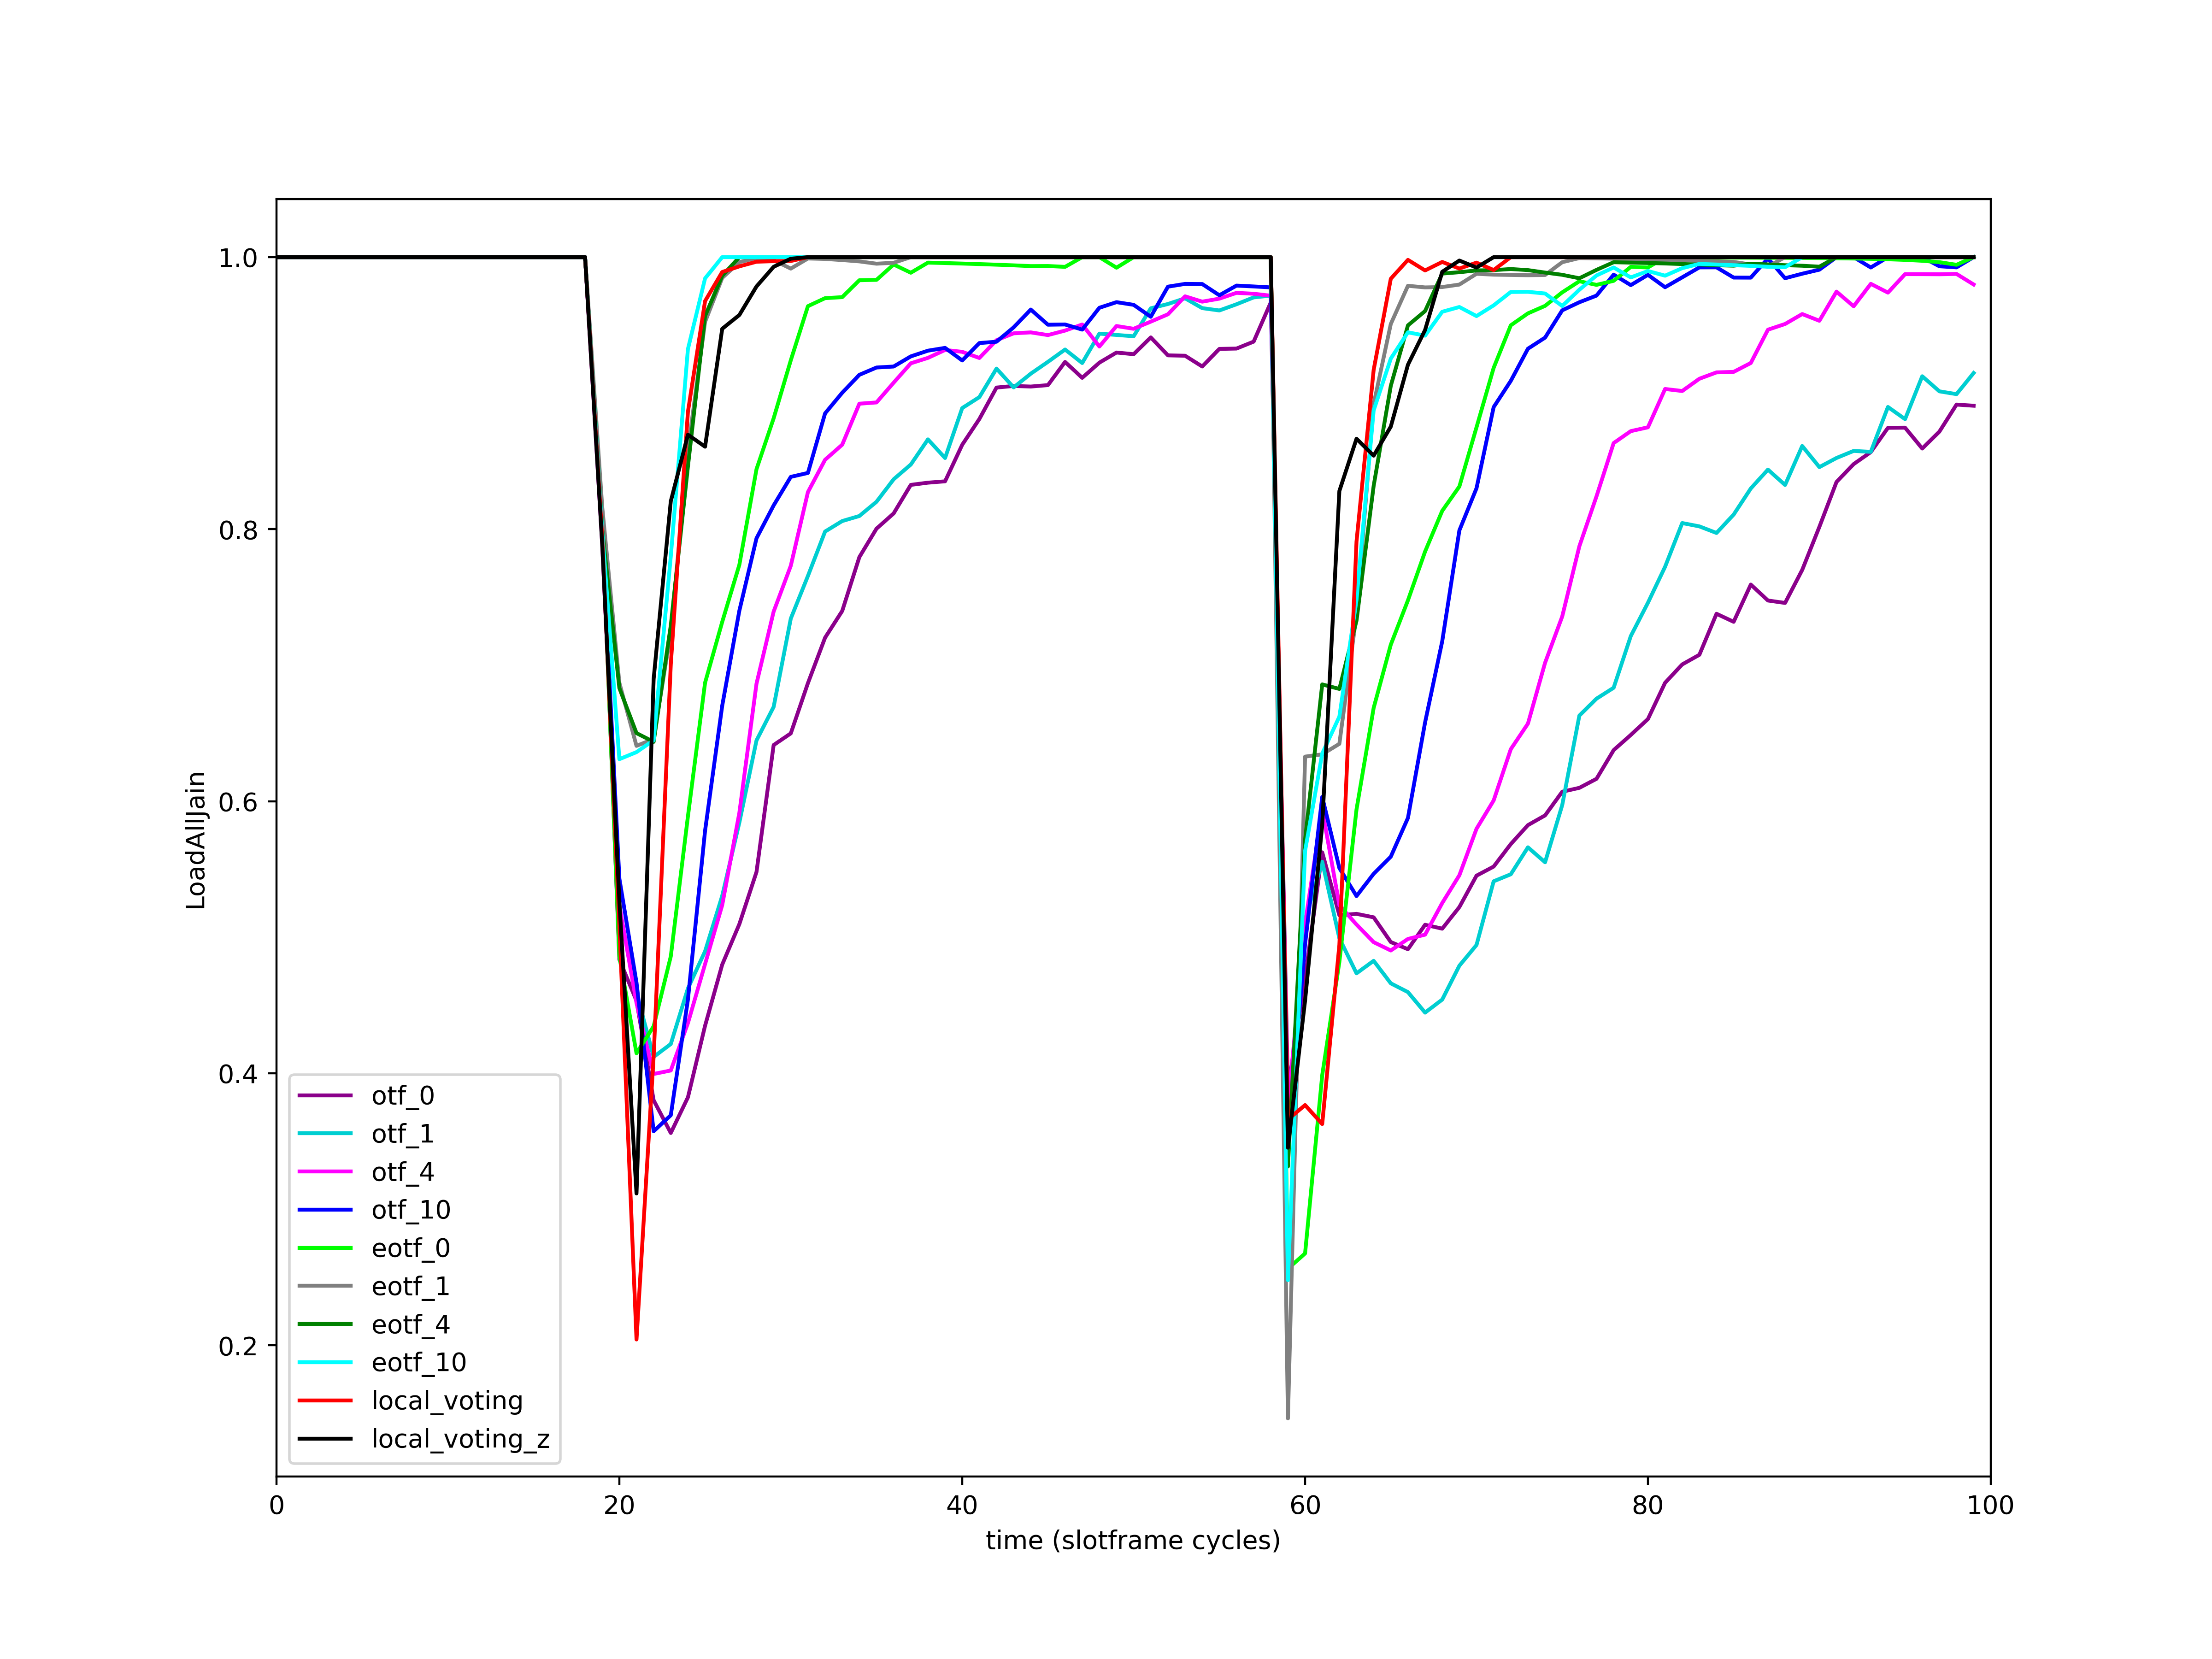 LoadAllJain
1.0
0.8
0.6
0.4
0.2
otf_0
otf_1
otf_4
otf_10
eotf_0
eotf_1
eotf_4
eotf_10
local_voting
local_voting_z
0 20 40 60 80 100
time (slotframe cycles)